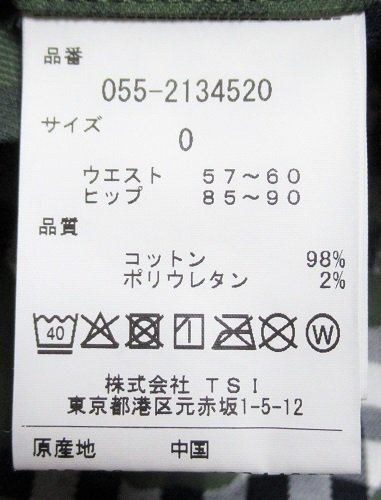 品番
055-2134520
サイズ
0
ウエスト 57～60
ヒップ 85～90
品質
コットン 98%
ポリウレタン 2%
40 W
株式会社 TSI
東京都港区元赤坂1-5-12
原産地 中国